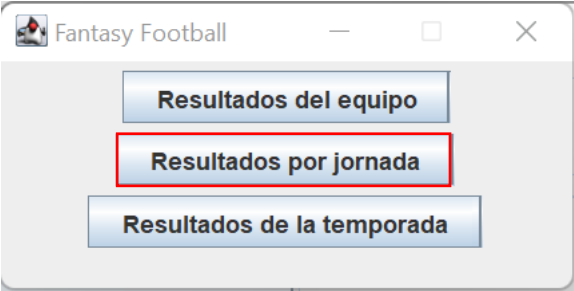 Fantasy Football
Resultados del equipo
Resultados por jornada
Resultados de la temporada